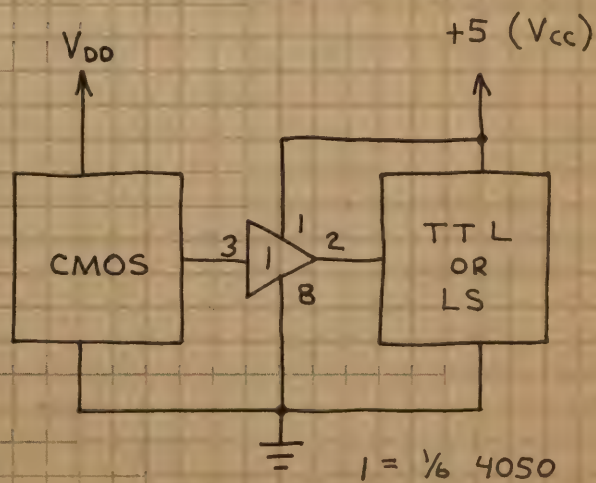 +5 (Vcc)
VDD
CMOS
3
1
1
2
8
TTL
OR
LS
1 = 1/6 4050